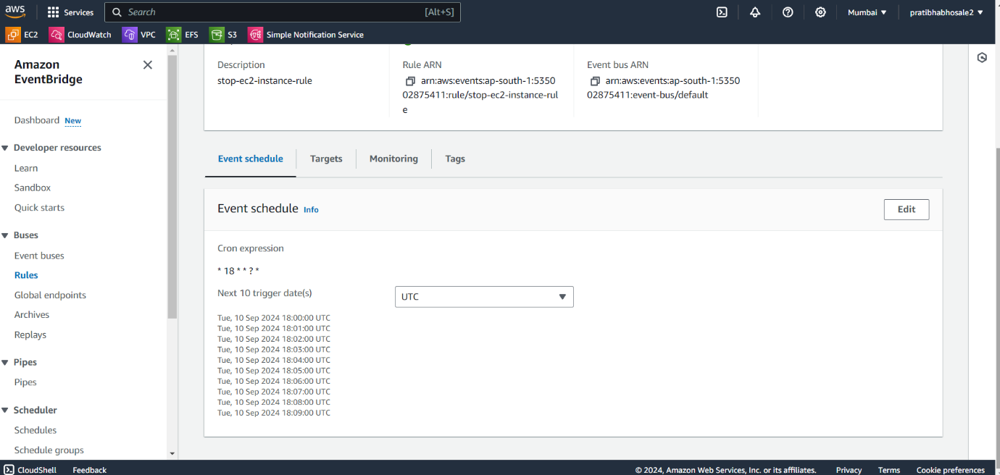 aws
Services
Search
[Alt+S]
Mumbai
pratibhabhosale2
EC2
CloudWatch
VPC
EFS
S3
Simple Notification Service
Amazon
EventBridge
Dashboard New
Developer resources
Learn
Sandbox
Quick starts
Buses
Event buses
Rules
Global endpoints
Archives
Replays
Pipes
Pipes
Scheduler
Schedules
Schedule groups
Description
stop-ec2-instance-rule
Rule ARN
arn:aws:events:ap-south-1:5350
02875411:rule/stop-ec2-instance-rul
e
Event bus ARN
arn:aws:events:ap-south-1:5350
02875411:event-bus/default
Event schedule
Targets
Monitoring
Tags
Event schedule Info
Edit
Cron expression
* 18 * * ? *
Next 10 trigger date(s)
UTC
Tue, 10 Sep 2024 18:00:00 UTC
Tue, 10 Sep 2024 18:01:00 UTC
Tue, 10 Sep 2024 18:02:00 UTC
Tue, 10 Sep 2024 18:03:00 UTC
Tue, 10 Sep 2024 18:04:00 UTC
Tue, 10 Sep 2024 18:05:00 UTC
Tue, 10 Sep 2024 18:06:00 UTC
Tue, 10 Sep 2024 18:07:00 UTC
Tue, 10 Sep 2024 18:08:00 UTC
Tue, 10 Sep 2024 18:09:00 UTC
CloudShell
Feedback
© 2024, Amazon Web Services, Inc. or its affiliates.
Privacy
Terms
Cookie preferences